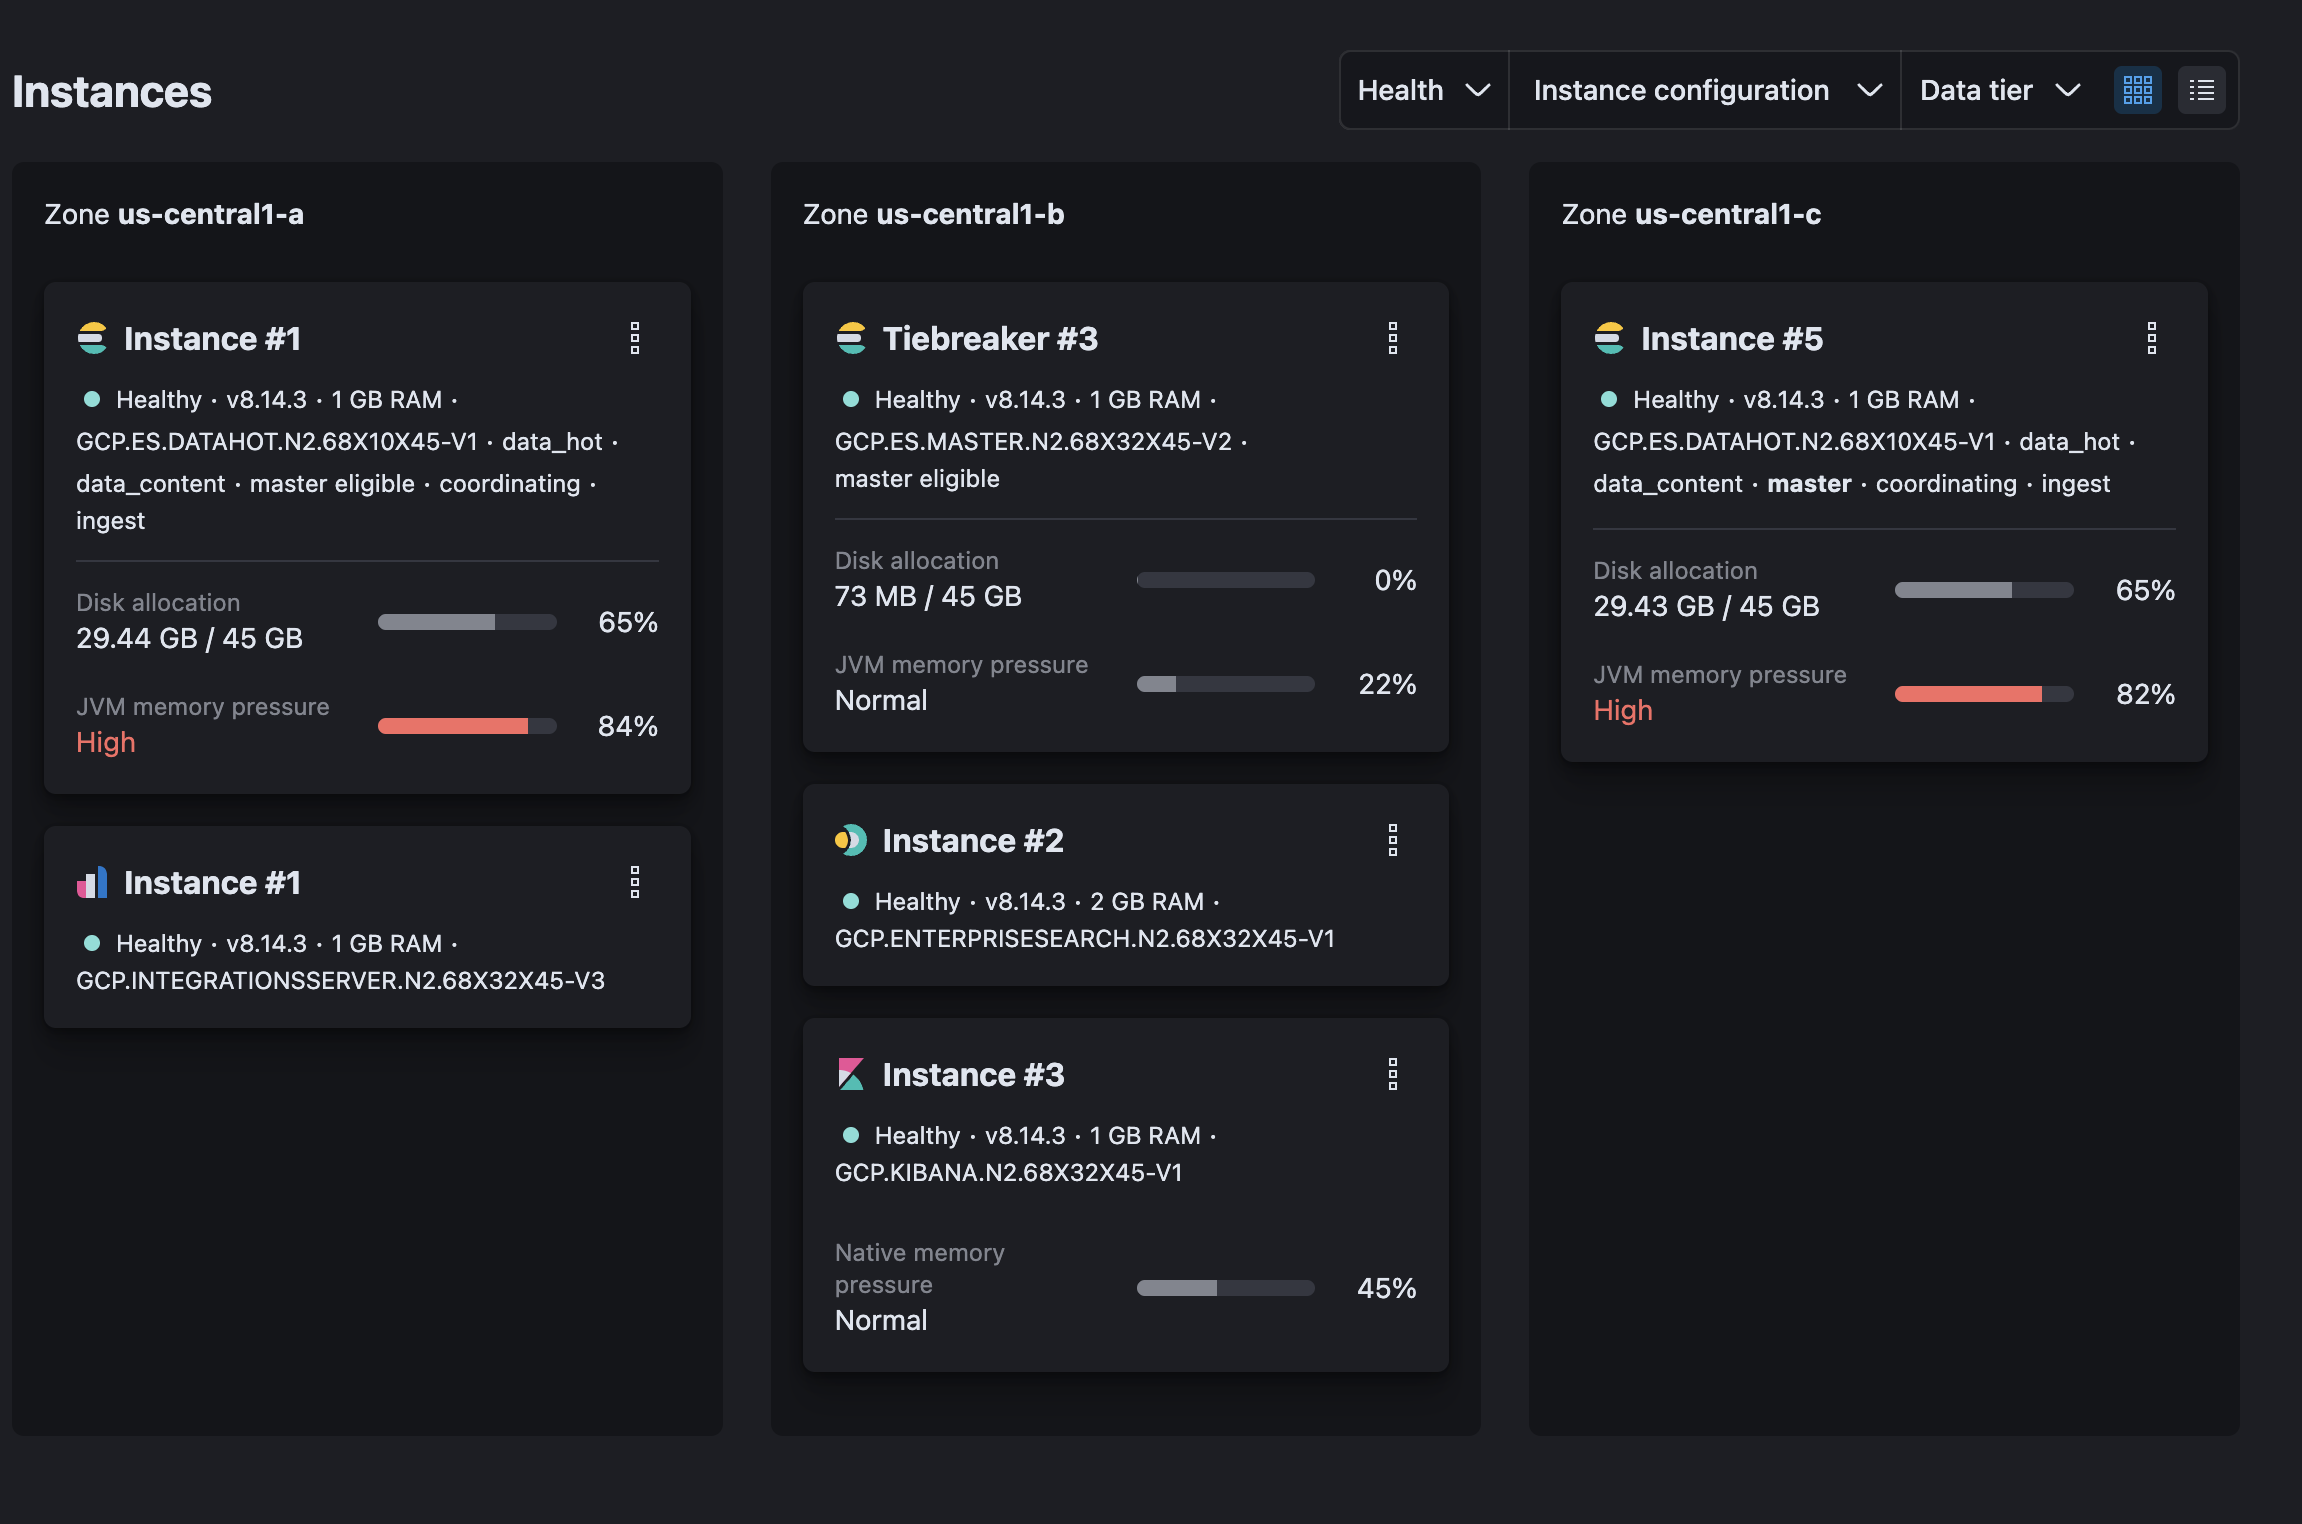 Instances
Health
Instance configuration
Data tier
Zone us-central1-a
Instance #1
Healthy · v8.14.3 · 1 GB RAM ·
GCP.ES.DATAHOT.N2.68X10X45-V1 · data_hot ·
data_content · master eligible · coordinating ·
ingest
Disk allocation
29.44 GB / 45 GB
65%
JVM memory pressure
High
84%
Instance #1
Healthy · v8.14.3 · 1 GB RAM ·
GCP.INTEGRATIONSSERVER.N2.68X32X45-V3
Zone us-central1-b
Tiebreaker #3
Healthy · v8.14.3 · 1 GB RAM ·
GCP.ES.MASTER.N2.68X32X45-V2 ·
master eligible
Disk allocation
73 MB / 45 GB
0%
JVM memory pressure
Normal
22%
Instance #2
Healthy · v8.14.3 · 2 GB RAM ·
GCP.ENTERPRISESEARCH.N2.68X32X45-V1
Instance #3
Healthy · v8.14.3 · 1 GB RAM ·
GCP.KIBANA.N2.68X32X45-V1
Native memory
pressure
Normal
45%
Zone us-central1-c
Instance #5
Healthy · v8.14.3 · 1 GB RAM ·
GCP.ES.DATAHOT.N2.68X10X45-V1 · data_hot ·
data_content · master · coordinating · ingest
Disk allocation
29.43 GB / 45 GB
65%
JVM memory pressure
High
82%